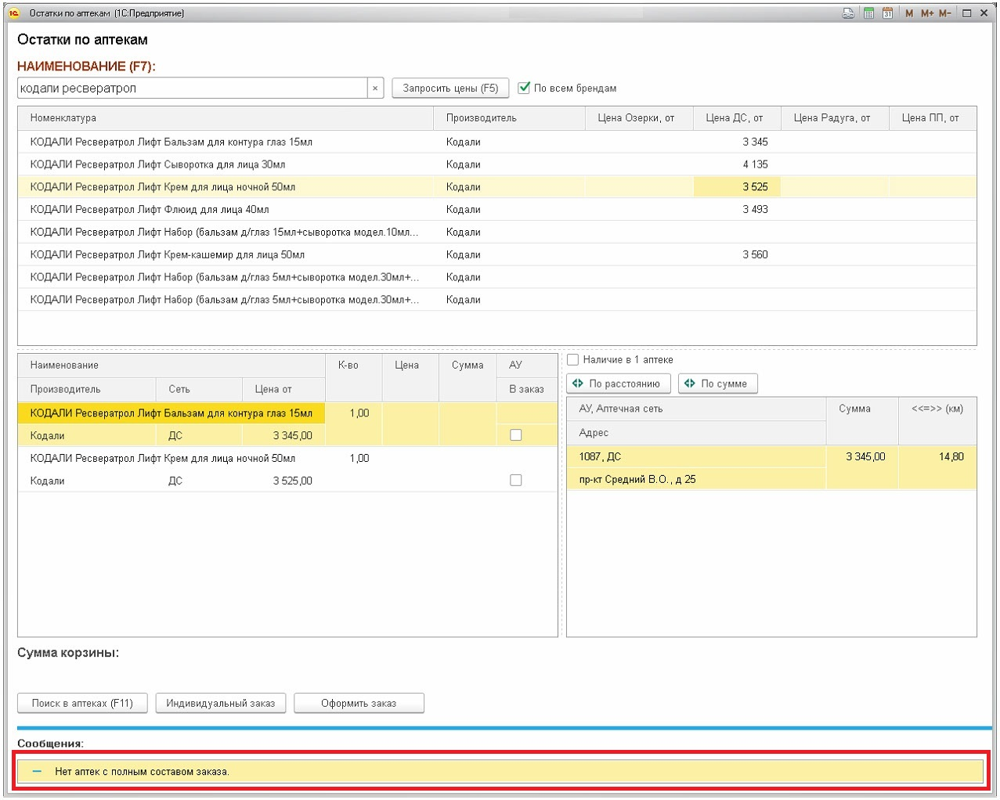 Остатки по аптекам (1С:Предприятие)
31 M M+ M-
Остатки по аптекам
НАИМЕНОВАНИЕ (F7):
кодали ресвератрол × Запросить цены (F5) По всем брендам
Номенклатура Производитель Цена Озерки, от Цена ДС, от Цена Радуга, от Цена ПП, от
КОДАЛИ Ресвератрол Лифт Бальзам для контура глаз 15мл Кодали 3 345
КОДАЛИ Ресвератрол Лифт Сыворотка для лица 30мл Кодали 4 135
КОДАЛИ Ресвератрол Лифт Крем для лица ночной 50мл Кодали 3 525
КОДАЛИ Ресвератрол Лифт Флюид для лица 40мл Кодали 3 493
КОДАЛИ Ресвератрол Лифт Набор (бальзам д/глаз 15мл+сыворотка модел.10мл... Кодали
КОДАЛИ Ресвератрол Лифт Крем-кашемир для лица 50мл Кодали 3 560
КОДАЛИ Ресвератрол Лифт Набор (бальзам д/глаз 5мл+сыворотка модел.30мл+... Кодали
КОДАЛИ Ресвератрол Лифт Набор (бальзам д/глаз 5мл+сыворотка модел.30мл+... Кодали
Наименование К-во Цена Сумма АУ
Производитель Сеть Цена от В заказ
КОДАЛИ Ресвератрол Лифт Бальзам для контура глаз 15мл 1,00
Кодали ДС 3 345,00
КОДАЛИ Ресвератрол Лифт Крем для лица ночной 50мл 1,00
Кодали ДС 3 525,00
Наличие в 1 аптеке
По расстоянию По сумме
АУ, Аптечная сеть Сумма <<=>> (км)
Адрес
1087, ДС 3 345,00 14,80
пр-кт Средний В.О., д 25
Сумма корзины:
Поиск в аптеках (F11) Индивидуальный заказ Оформить заказ
Сообщения:
Нет аптек с полным составом заказа.